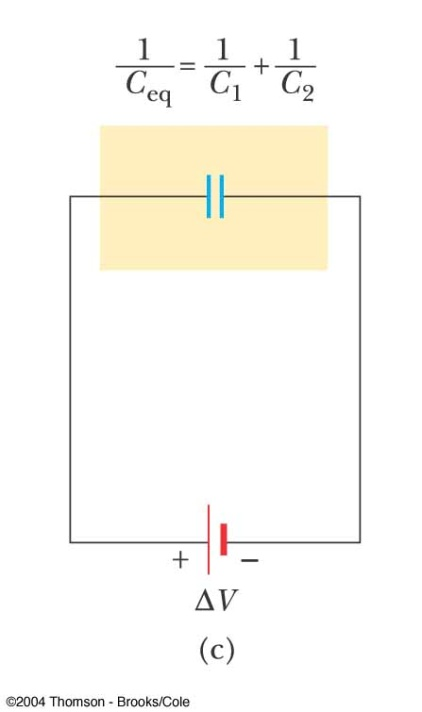 1/C_eq = 1/C_1 + 1/C_2
+ −
ΔV
(c)
©2004 Thomson - Brooks/Cole